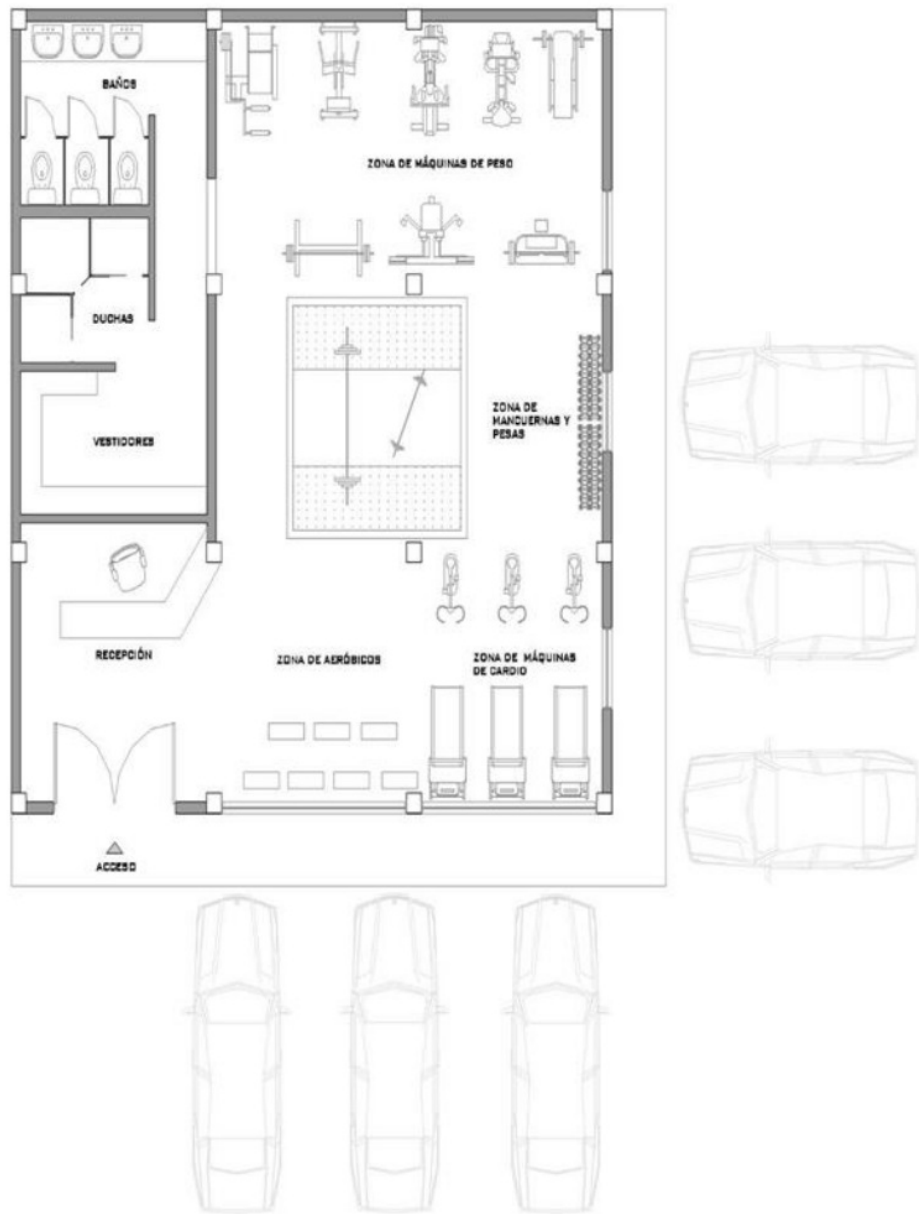 BAÑOS
ZONA DE MÁQUINAS DE PESO
DUCHAS
ZONA DE
MANCUERNAS Y
PESAS
VESTIDORES
RECEPCIÓN
ZONA DE AERÓBICOS
ZONA DE MÁQUINAS
DE CARDIO
ACCESO